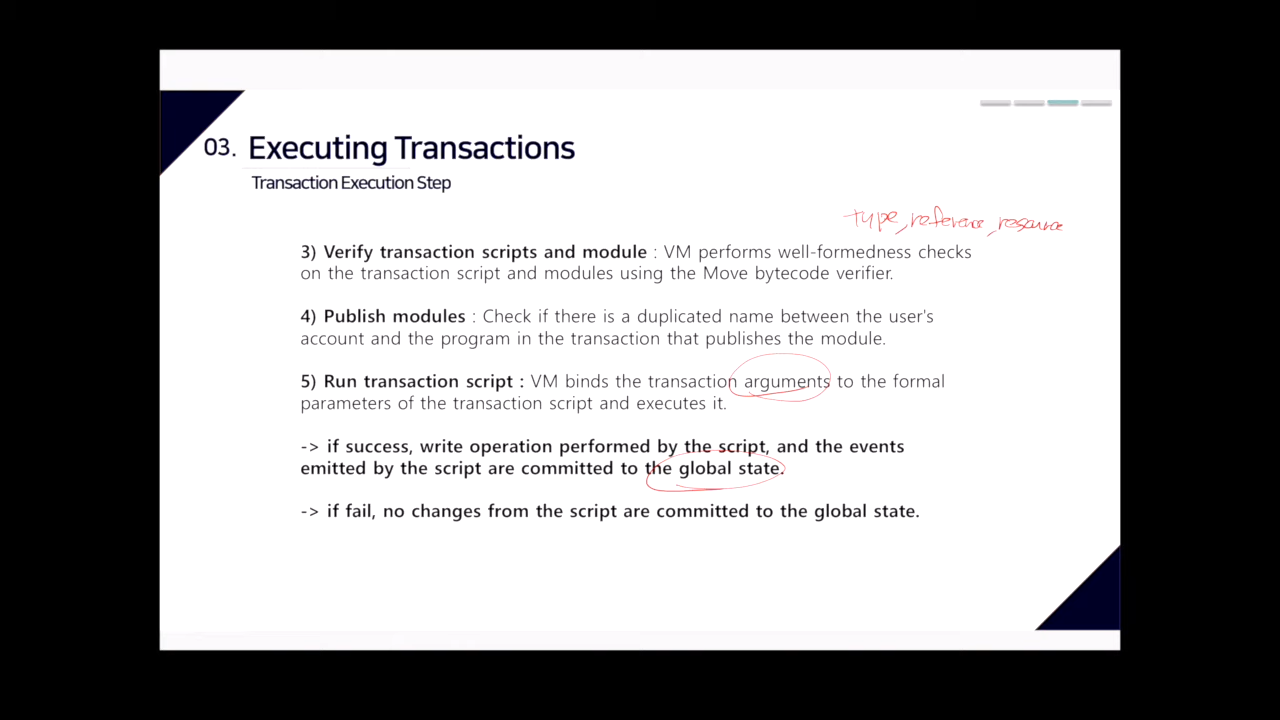 03. Executing Transactions
Transaction Execution Step
type, reference, resource
3) Verify transaction scripts and module : VM performs well-formedness checks
on the transaction script and modules using the Move bytecode verifier.
4) Publish modules : Check if there is a duplicated name between the user's
account and the program in the transaction that publishes the module.
5) Run transaction script : VM binds the transaction arguments to the formal
parameters of the transaction script and executes it.
-> if success, write operation performed by the script, and the events
emitted by the script are committed to the global state.
-> if fail, no changes from the script are committed to the global state.